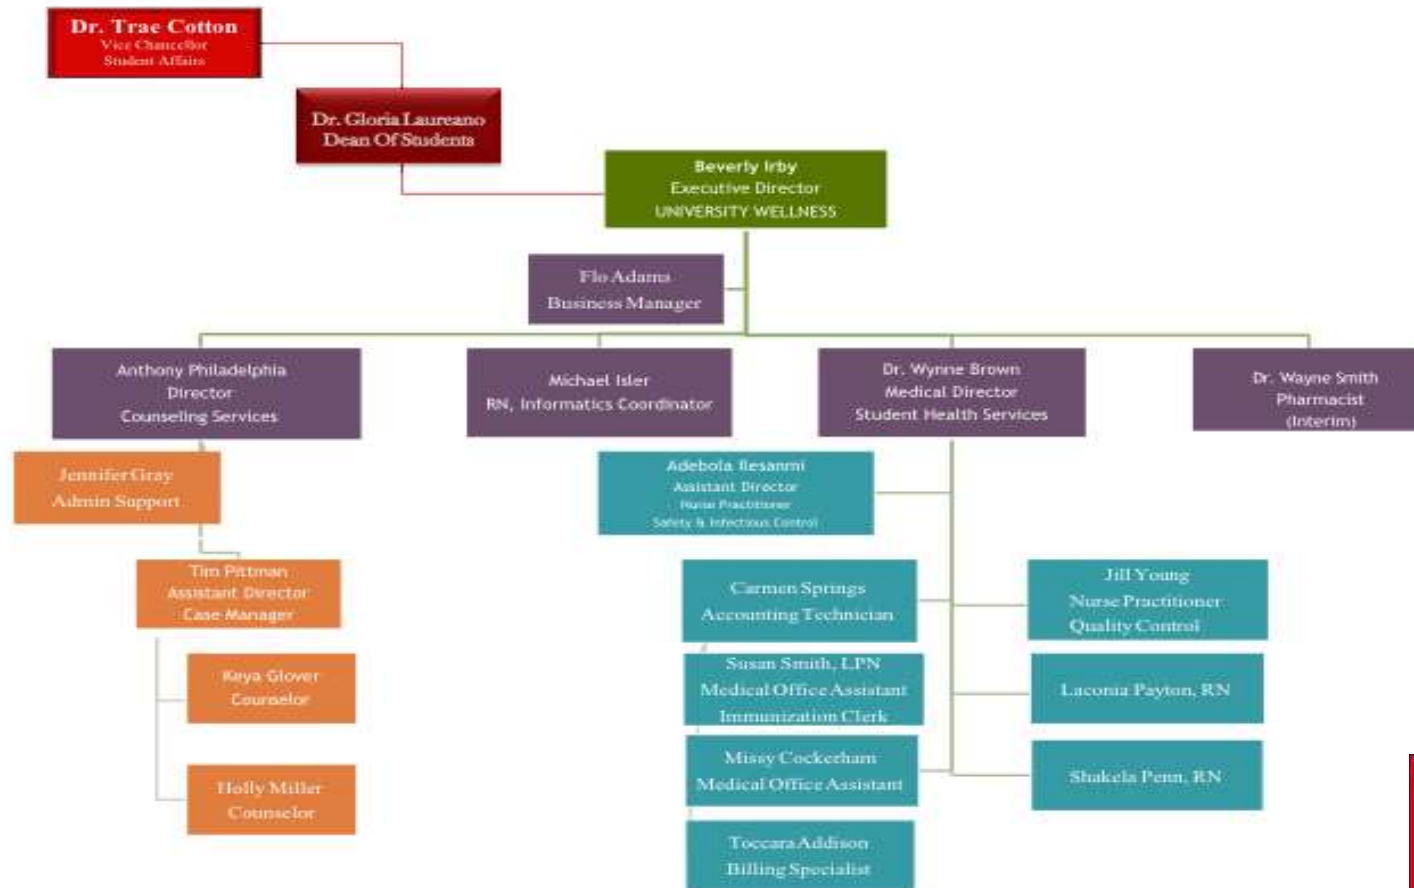 Dr. Trae Cotton
Vice Chancellor
Student Affairs
Dr. Gloria Laureano
Dean Of Students
Beverly Irby
Executive Director
UNIVERSITY WELLNESS
Flo Adams
Business Manager
Anthony Philadelphia
Director
Counseling Services
Michael Isler
RN, Informatics Coordinator
Dr. Wynne Brown
Medical Director
Student Health Services
Dr. Wayne Smith
Pharmacist
(Interim)
Jennifer Gray
Admin Support
Adebola Ilesanmi
Assistant Director
Nurse Practitioner
Safety & Infectious Control
Tim Pittman
Assistant Director
Case Manager
Carmen Springs
Accounting Technician
Jill Young
Nurse Practitioner
Quality Control
Keya Glover
Counselor
Susan Smith, LPN
Medical Office Assistant
Immunization Clerk
Laconia Payton, RN
Missy Cockerham
Medical Office Assistant
Shakela Penn, RN
Holly Miller
Counselor
Toccara Addison
Billing Specialist